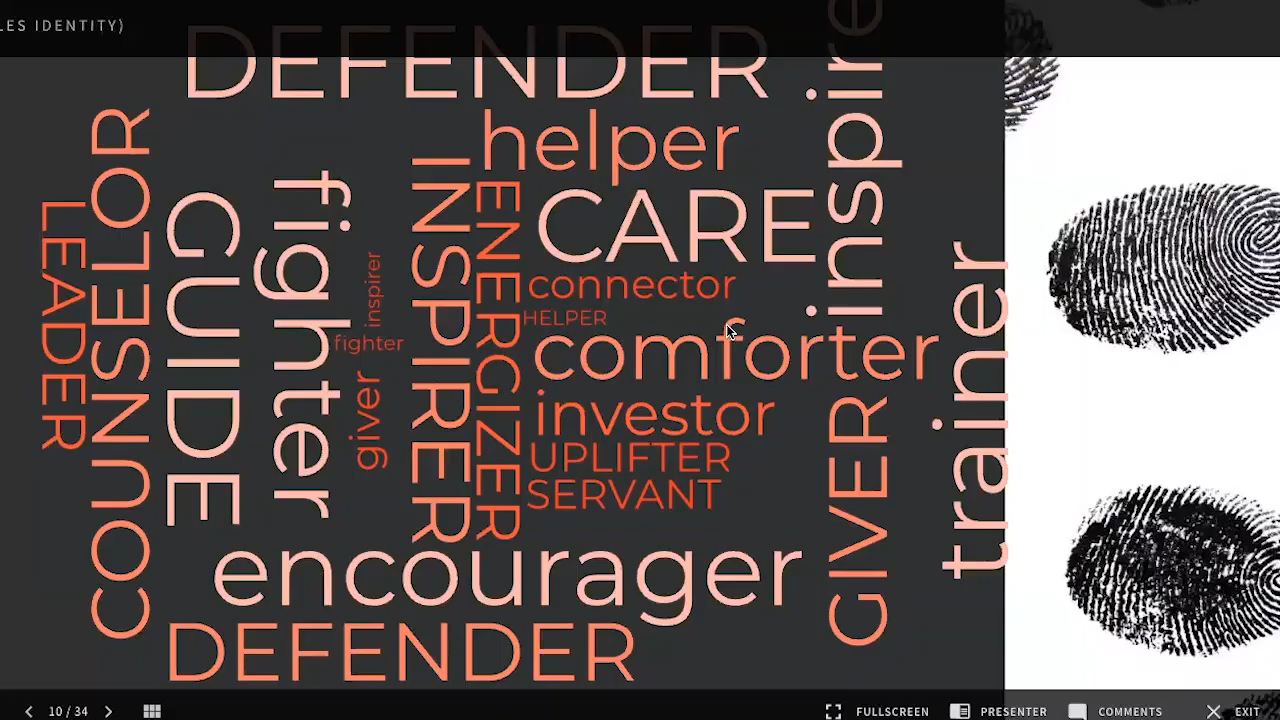 LES IDENTITY)
DEFENDER
inspire
helper
COUNSELOR
LEADER
GUIDE
fighter
inspirer
fighter
giver
INSPIRER
ENERGIZER
CARE
connector
HELPER
comforter
investor
UPLIFTER
SERVANT
GIVER
trainer
encourager
DEFENDER
10 / 34
FULLSCREEN
PRESENTER
COMMENTS
EXIT